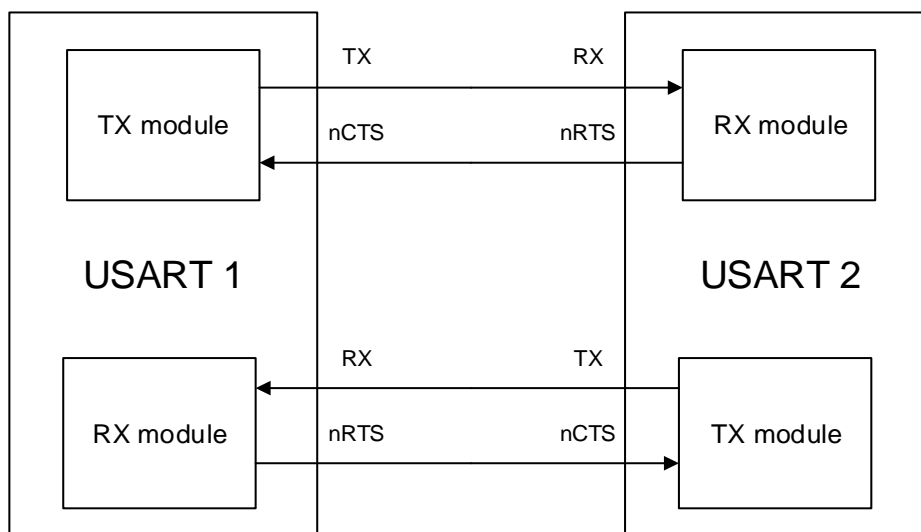 TX RX
TX module RX module
nCTS nRTS
USART 1 USART 2
RX TX
RX module TX module
nRTS nCTS